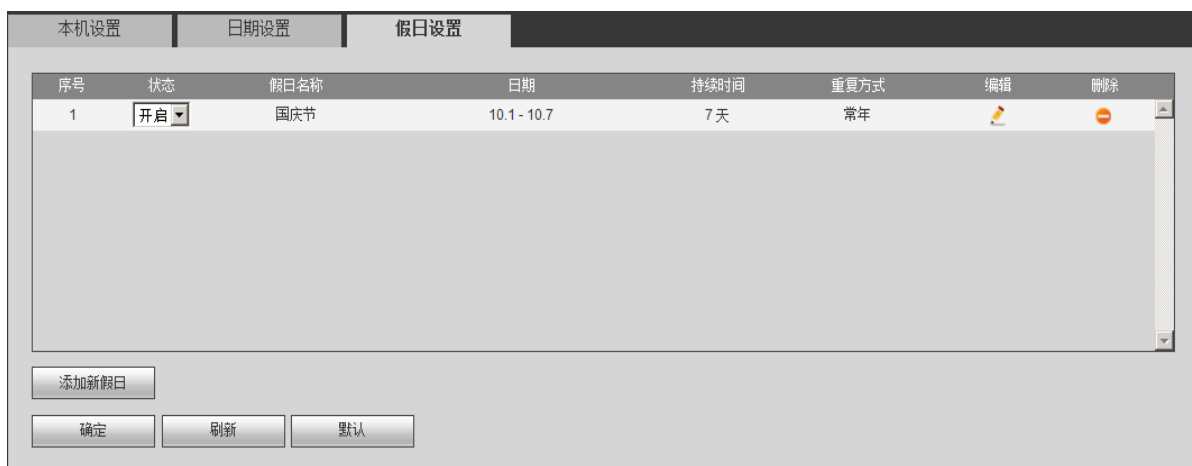 本机设置 日期设置 假日设置
序号 状态 假日名称 日期 持续时间 重复方式 编辑 删除
1 开启 国庆节 10.1 - 10.7 7 天 常年
添加新假日
确定 刷新 默认